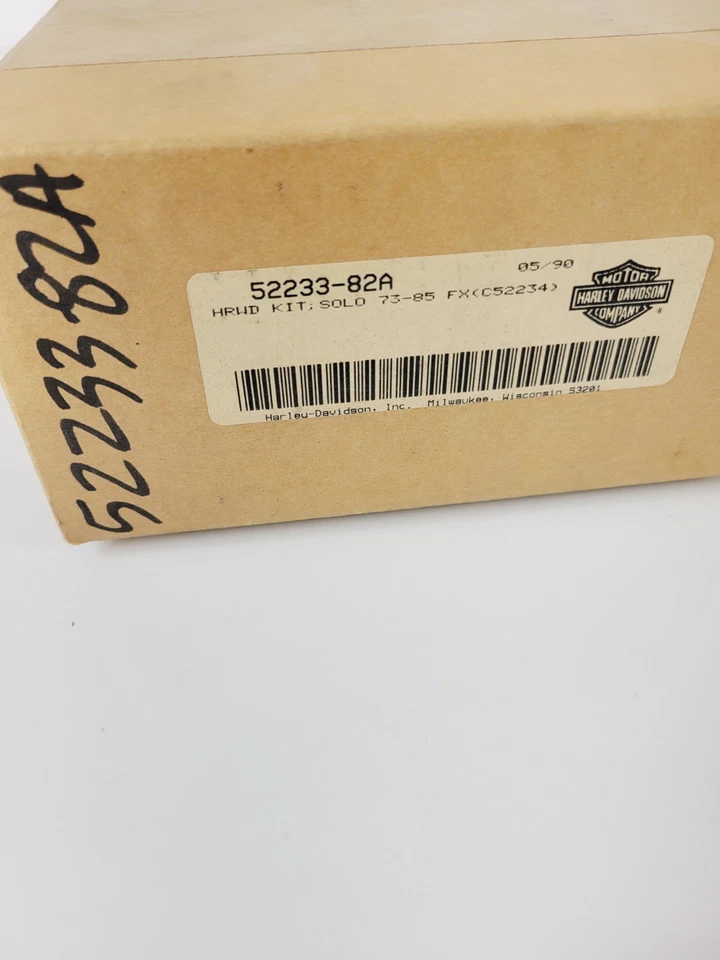 52233 82A
52233-82A
05/90
HRWD KIT;SOLO 73-85 FX(C52234)
MOTOR
HARLEY DAVIDSON
COMPANY
®
Harley-Davidson, Inc. Milwaukee, Wisconsin 53201